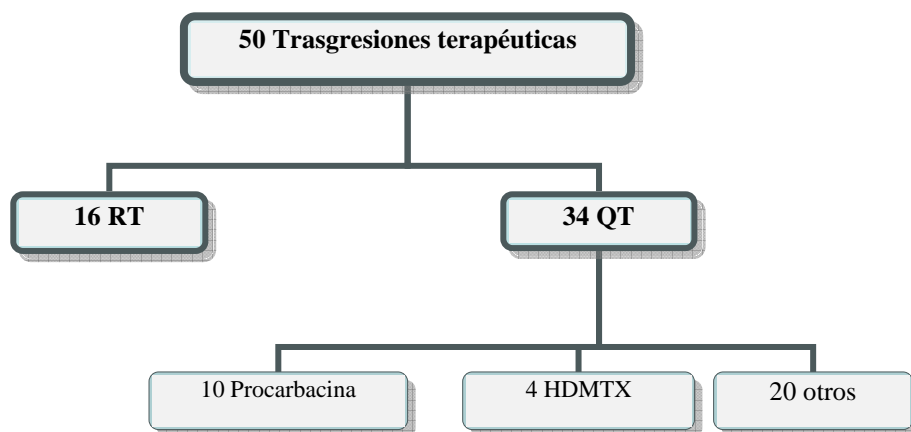 50 Trasgresiones terapéuticas
16 RT
34 QT
10 Procarbacina
4 HDMTX
20 otros